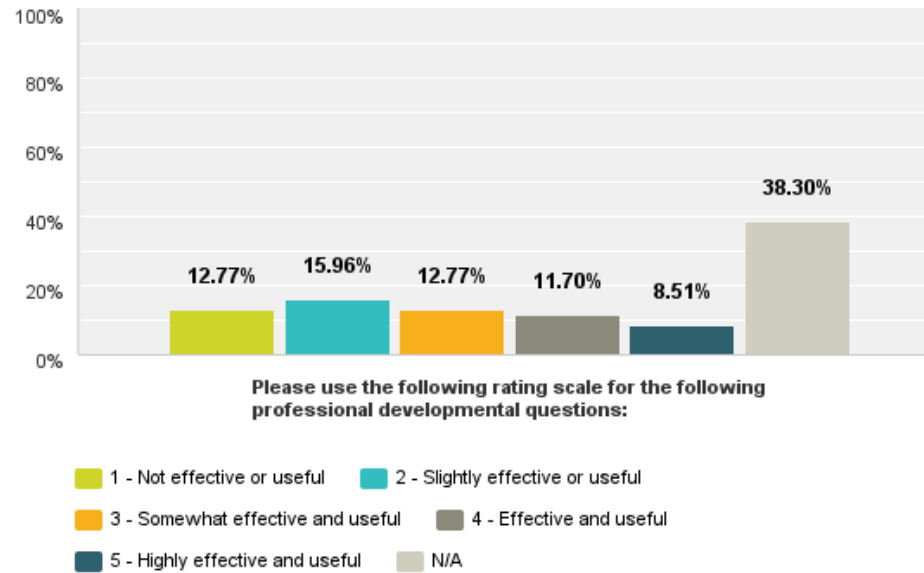 100%
80%
60%
40%
20%
0%
12.77%
15.96%
12.77%
11.70%
8.51%
38.30%
Please use the following rating scale for the following
professional developmental questions:
1 - Not effective or useful
2 - Slightly effective or useful
3 - Somewhat effective and useful
4 - Effective and useful
5 - Highly effective and useful
N/A